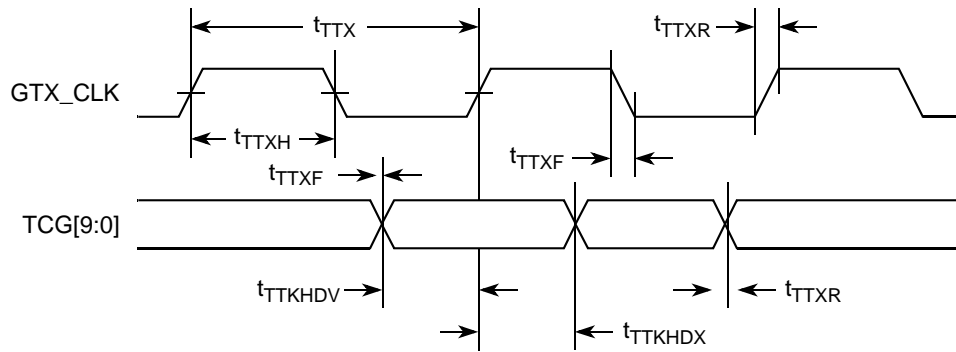 tTTX
tTTXR
GTX_CLK
tTTXH
tTTXF
tTTXF
TCG[9:0]
tTTKHDV
tTTXR
tTTKHDX